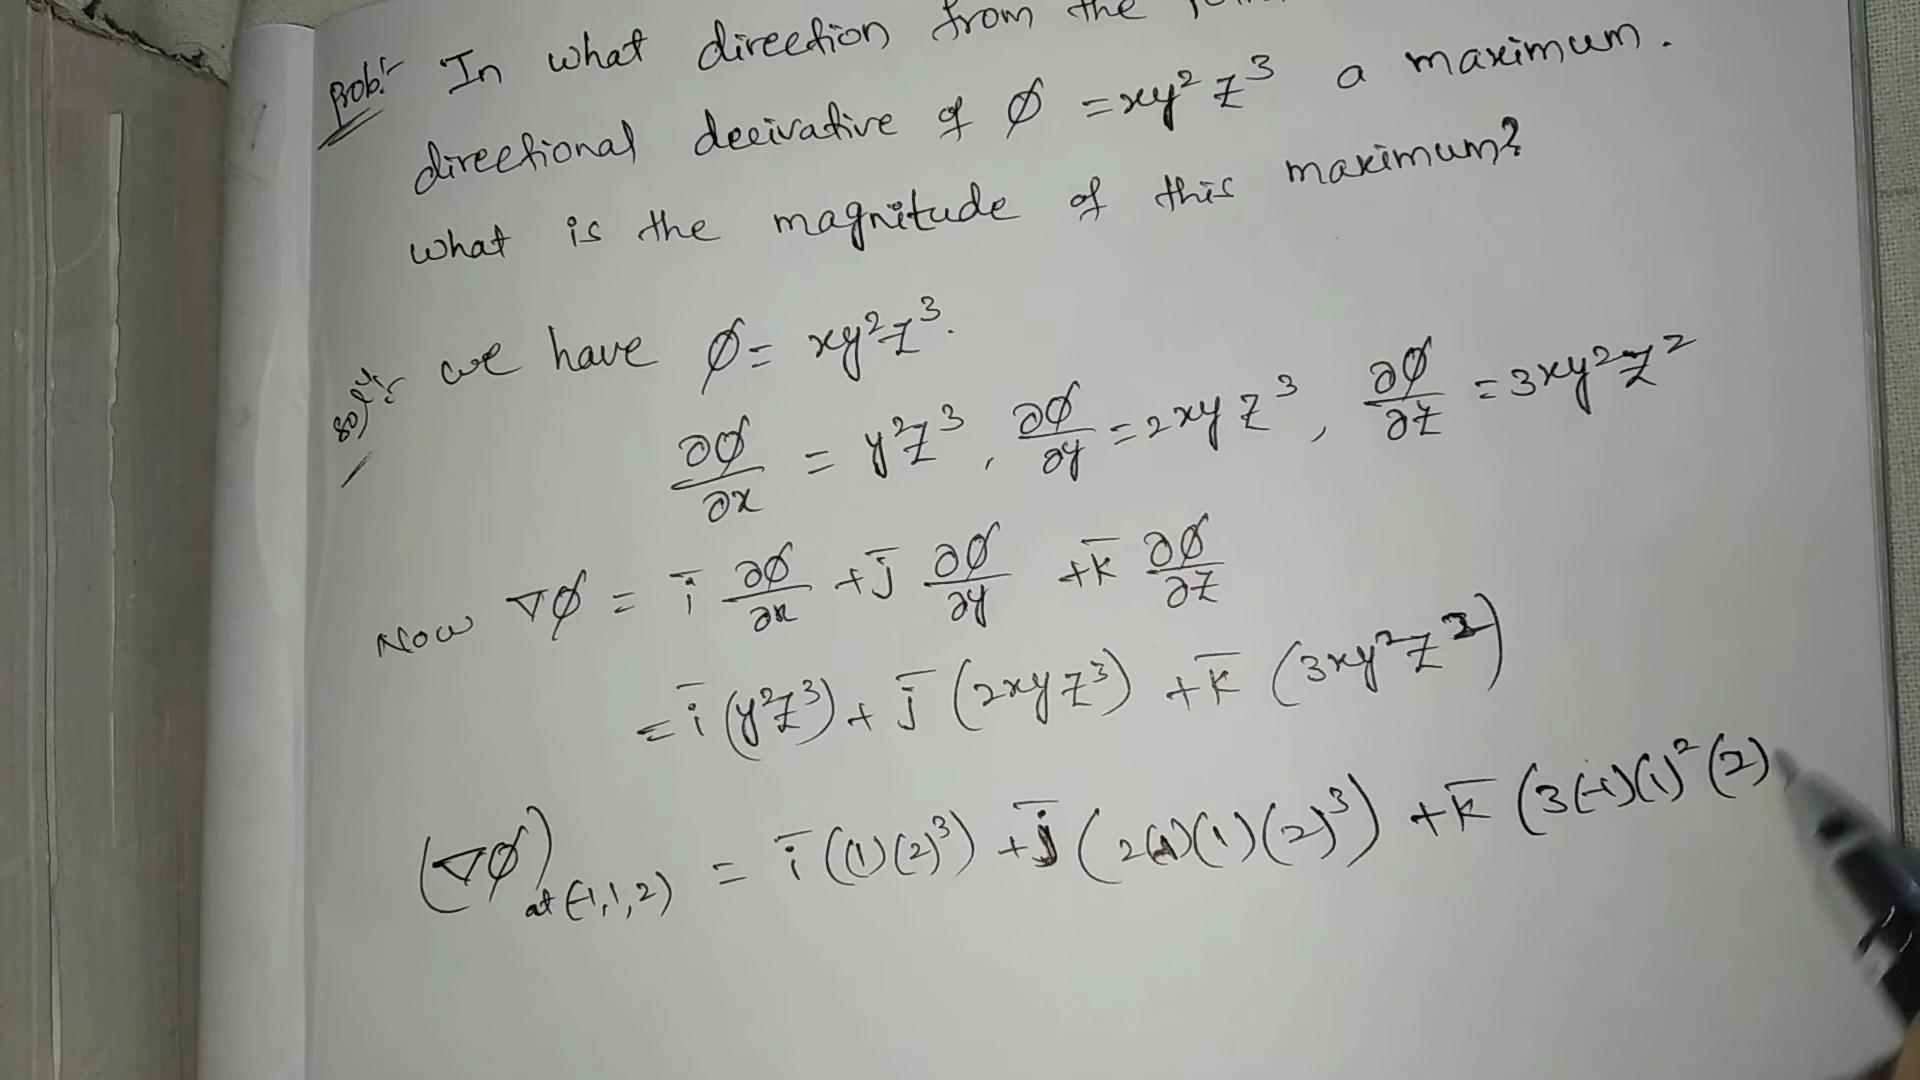 Prob:- In what direction from the
directional derivative of ∅ = xy² z³ a maximum.
what is the magnitude of this maximum?
sol:- we have ∅ = xy²z³.
∂∅/∂x = y²z³, ∂∅/∂y = 2xyz³, ∂∅/∂z = 3xy²z²
Now ∇∅ = i̅ ∂∅/∂x + j̅ ∂∅/∂y + k̅ ∂∅/∂z
= i̅ (y²z³) + j̅ (2xyz³) + k̅ (3xy²z²)
(∇∅) at (-1,1,2) = i̅ ((1)(2)³) + j̅ (2(-1)(1)(2)³) + k̅ (3(-1)(1)²(2)